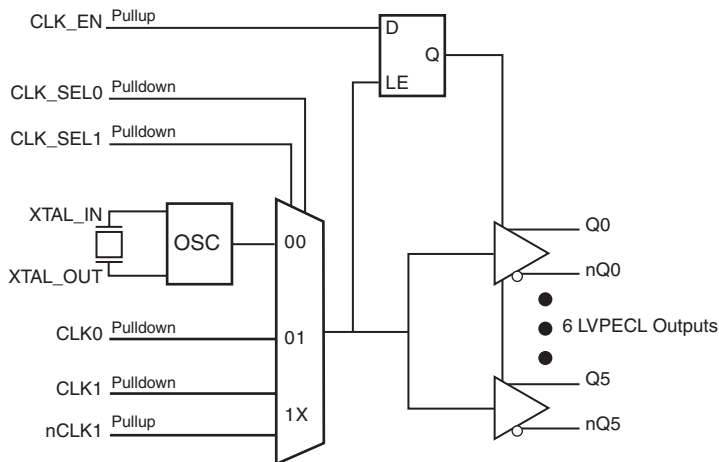 CLK_EN Pullup
D
Q
LE
CLK_SEL0 Pulldown
CLK_SEL1 Pulldown
XTAL_IN
OSC
XTAL_OUT
00
CLK0 Pulldown
01
CLK1 Pulldown
1X
nCLK1 Pullup
Q0
nQ0
6 LVPECL Outputs
Q5
nQ5